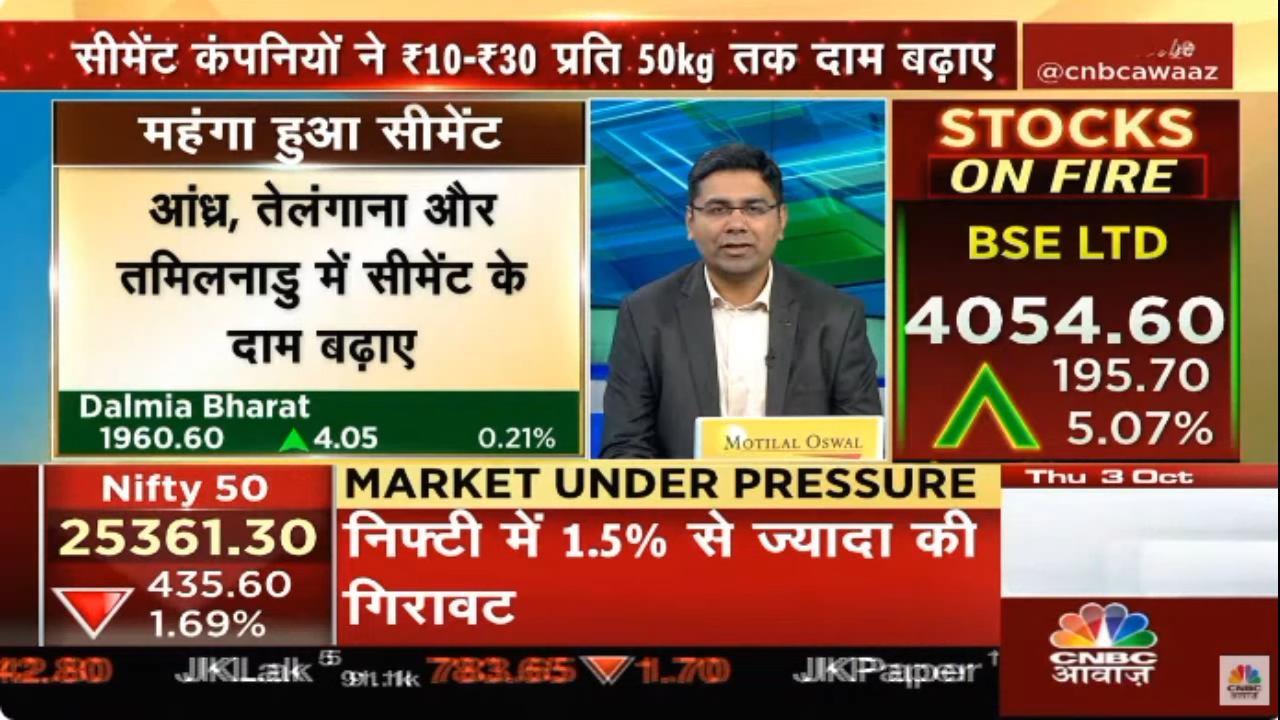 सीमेंट कंपनियों ने ₹10-₹30 प्रति 50kg तक दाम बढ़ाए
@cnbcawaaz
महंगा हुआ सीमेंट
आंध्र, तेलंगाना और
तमिलनाडु में सीमेंट के
दाम बढ़ाए
Dalmia Bharat
1960.60 4.05 0.21%
MOTILAL OSWAL
STOCKS
ON FIRE
BSE LTD
4054.60
195.70
5.07%
Nifty 50
25361.30
435.60
1.69%
MARKET UNDER PRESSURE
निफ्टी में 1.5% से ज्यादा की
गिरावट
Thu 3 Oct
CNBC
आवाज़
42.80 783.65 1.70 JKPaper
CNBC